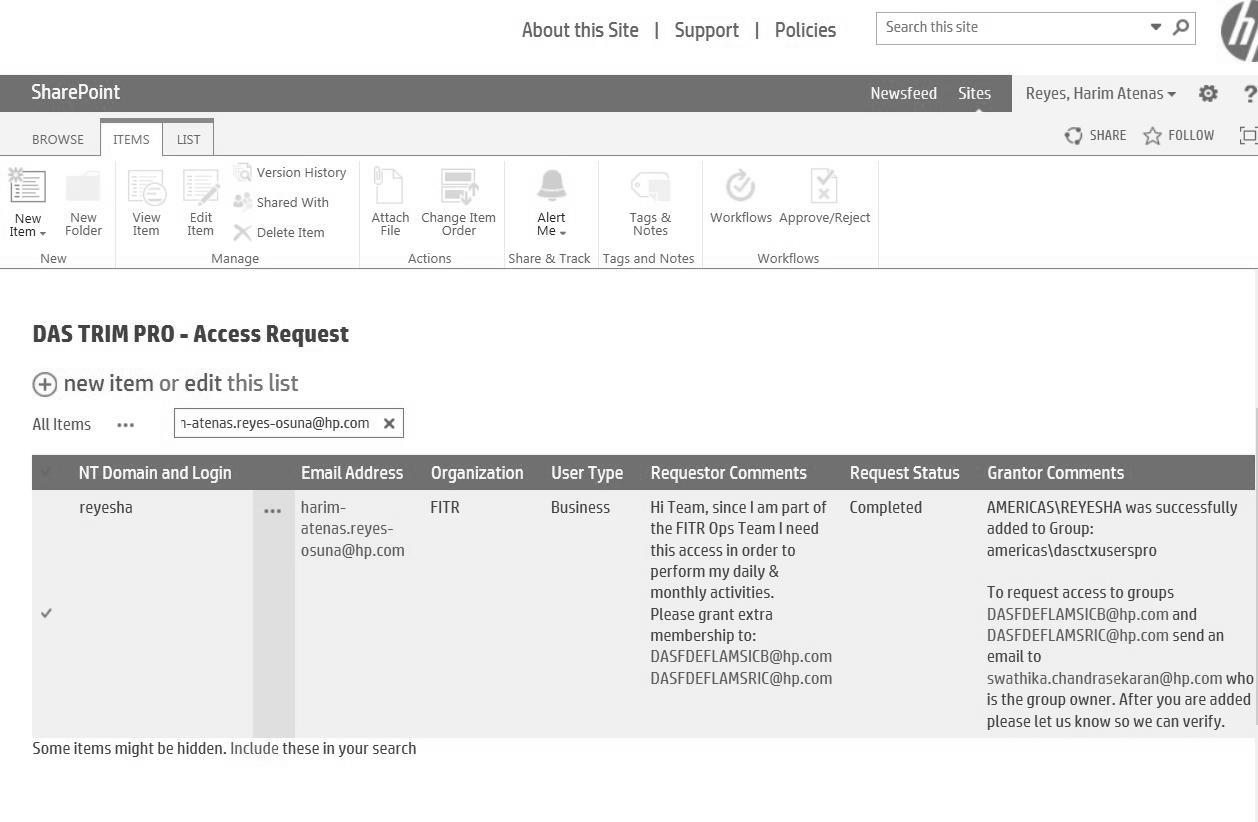 About this Site | Support | Policies
Search this site
hp
SharePoint
Newsfeed Sites Reyes, Harim Atenas ?
BROWSE ITEMS LIST
SHARE FOLLOW
New Item
New Folder
New
View Item
Edit Item
Version History
Shared With
Delete Item
Manage
Attach File
Change Item Order
Actions
Alert Me
Share & Track
Tags & Notes
Tags and Notes
Workflows
Approve/Reject
Workflows
DAS TRIM PRO - Access Request
new item or edit this list
All Items ••• n-atenas.reyes-osuna@hp.com
NT Domain and Login Email Address Organization User Type Requestor Comments Request Status Grantor Comments
reyesha
•••
harim-
atenas.reyes-
osuna@hp.com
FITR
Business
Hi Team, since I am part of
the FITR Ops Team I need
this access in order to
perform my daily &
monthly activities.
Please grant extra
membership to:
DASFDEFLAMSICB@hp.com
DASFDEFLAMSRIC@hp.com
Completed
AMERICAS\REYESHA was successfully
added to Group:
americas\dasctxuserspro
To request access to groups
DASFDEFLAMSICB@hp.com and
DASFDEFLAMSRIC@hp.com send an
email to
swathika.chandrasekaran@hp.com who
is the group owner. After you are added
please let us know so we can verify.
Some items might be hidden. Include these in your search